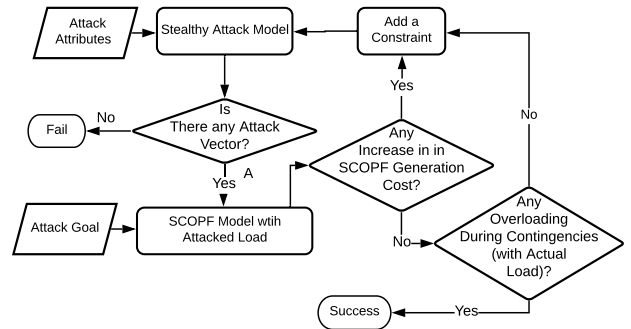 Attack
Attributes
Stealthy Attack Model
Add a
Constraint
Yes
No
Fail
No
Is
There any Attack
Vector?
Any
Increase in in
SCOPF Generation
Cost?
Yes
A
Attack Goal
SCOPF Model wtih
Attacked Load
No
Any
Overloading
During Contingencies
(with Actual
Load)?
Success
Yes